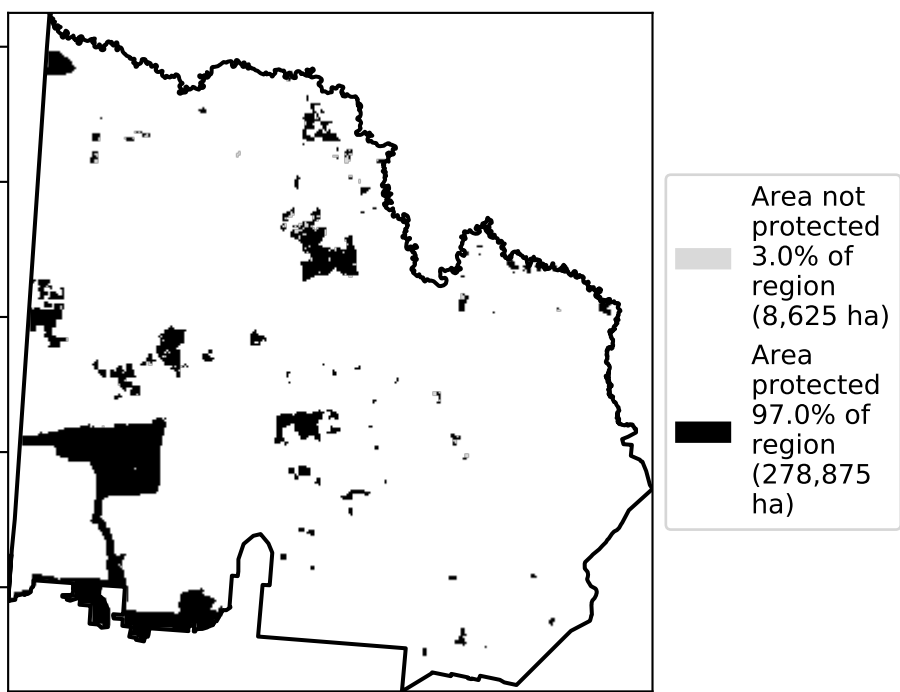 Area not
protected
3.0% of
region
(8,625 ha)
Area
protected
97.0% of
region
(278,875
ha)